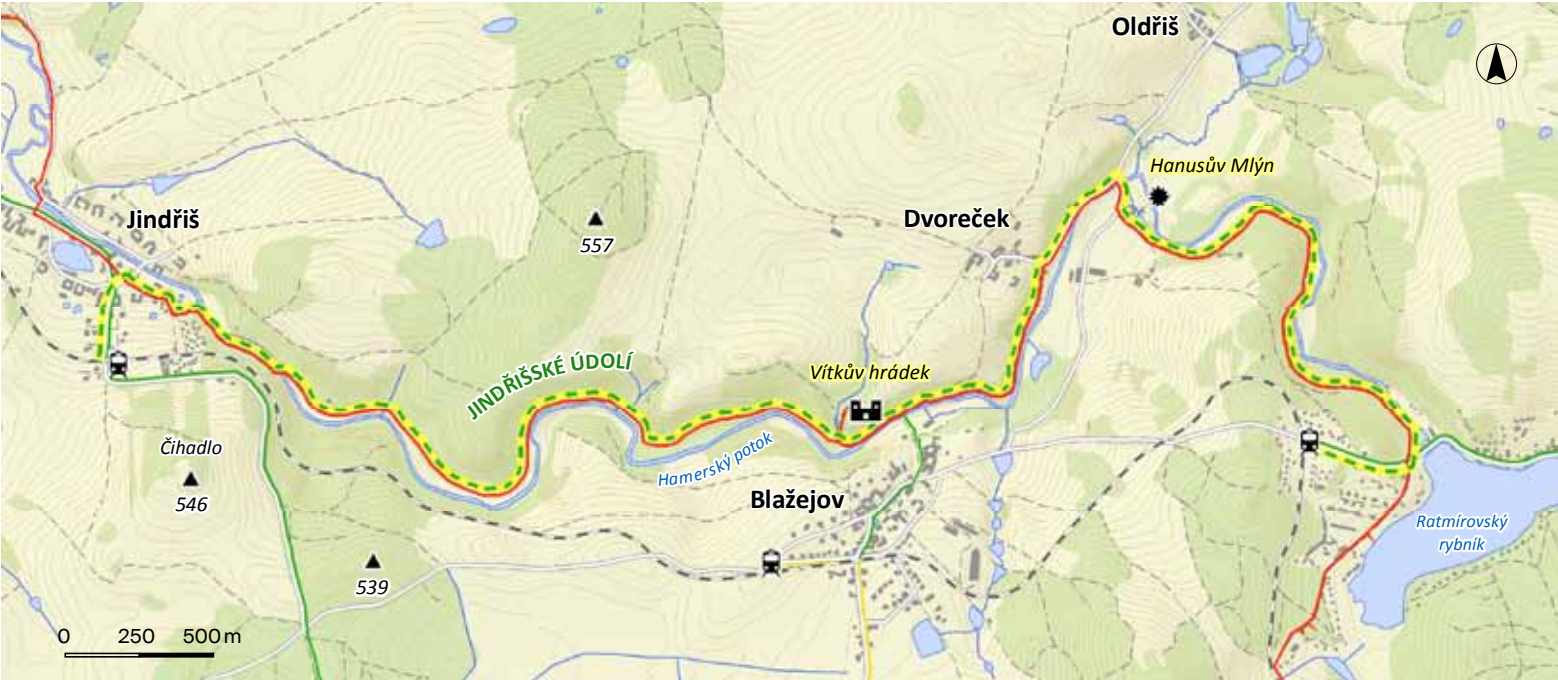 Oldřiš
Hanusův Mlýn
Jindřiš
Dvoreček
557
JINDŘIŠSKÉ ÚDOLÍ
Vítkův hrádek
Čihadlo
546
Hamerský potok
Blažejov
Ratmírovský
rybník
539
0 250 500 m